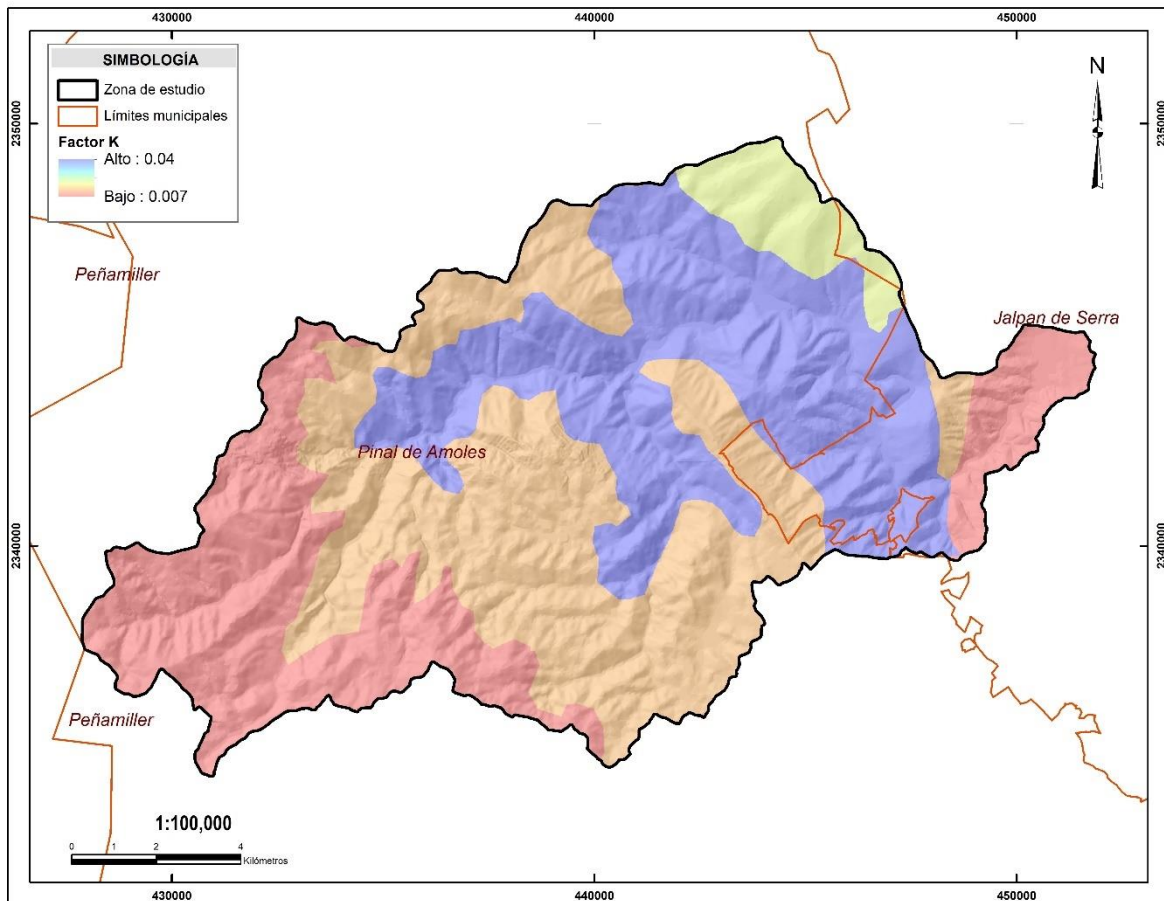 430000
440000
450000
SIMBOLOGÍA
Zona de estudio
Límites municipales
Factor K
Alto : 0.04
Bajo : 0.007
N
2350000
2350000
Peñamiller
Jalpan de Serra
Pinal de Amoles
2340000
2340000
Peñamiller
1:100,000
0 1 2 4
Kilómetros
430000
440000
450000